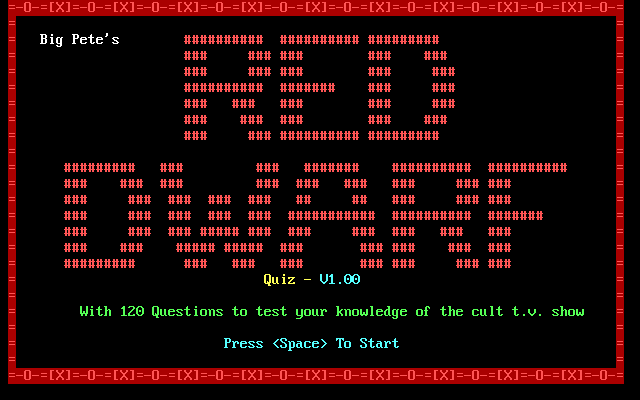 Big Pete's
RED
DWARF
Quiz - V1.00
With 120 Questions to test your knowledge of the cult t.v. show
Press <Space> To Start